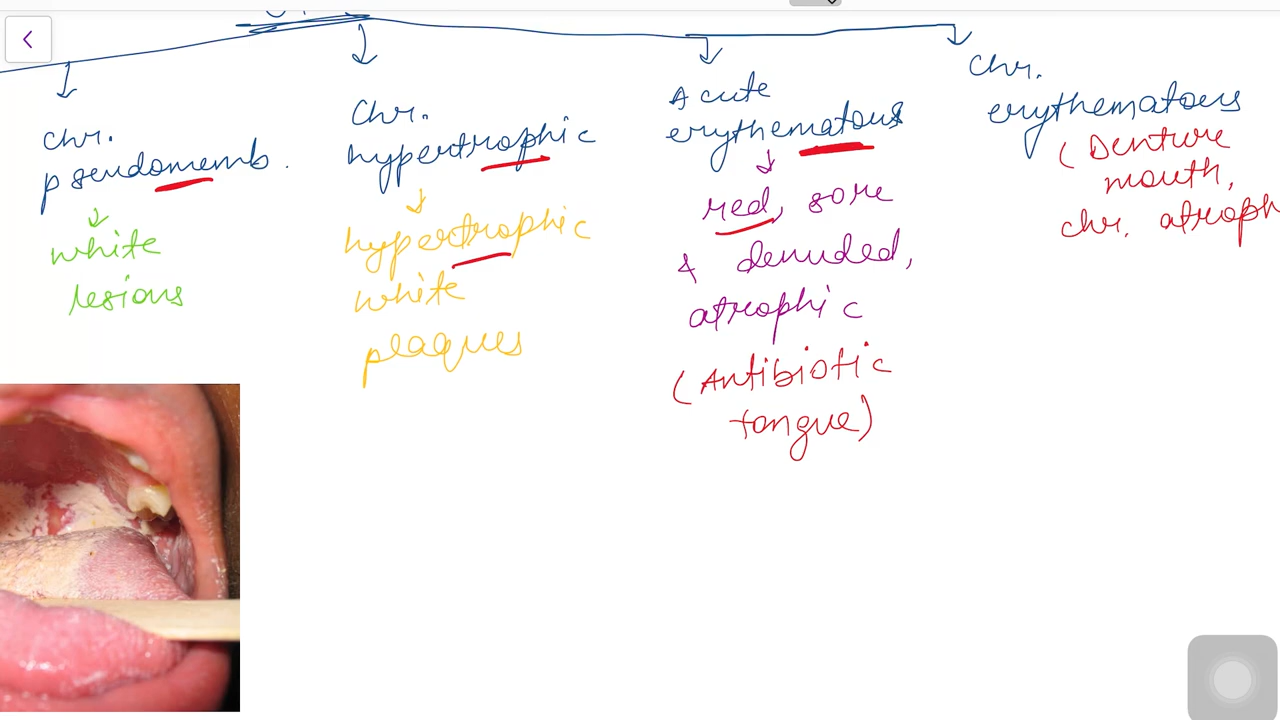 chr.
pseudomemb.
white
lesions
chr.
hypertrophic
hypertrophic
white
plaques
Acute
erythematous
red, sore
& denuded,
atrophic
(Antibiotic
tongue)
chr.
erythematous
(Denture
mouth,
chr. atroph